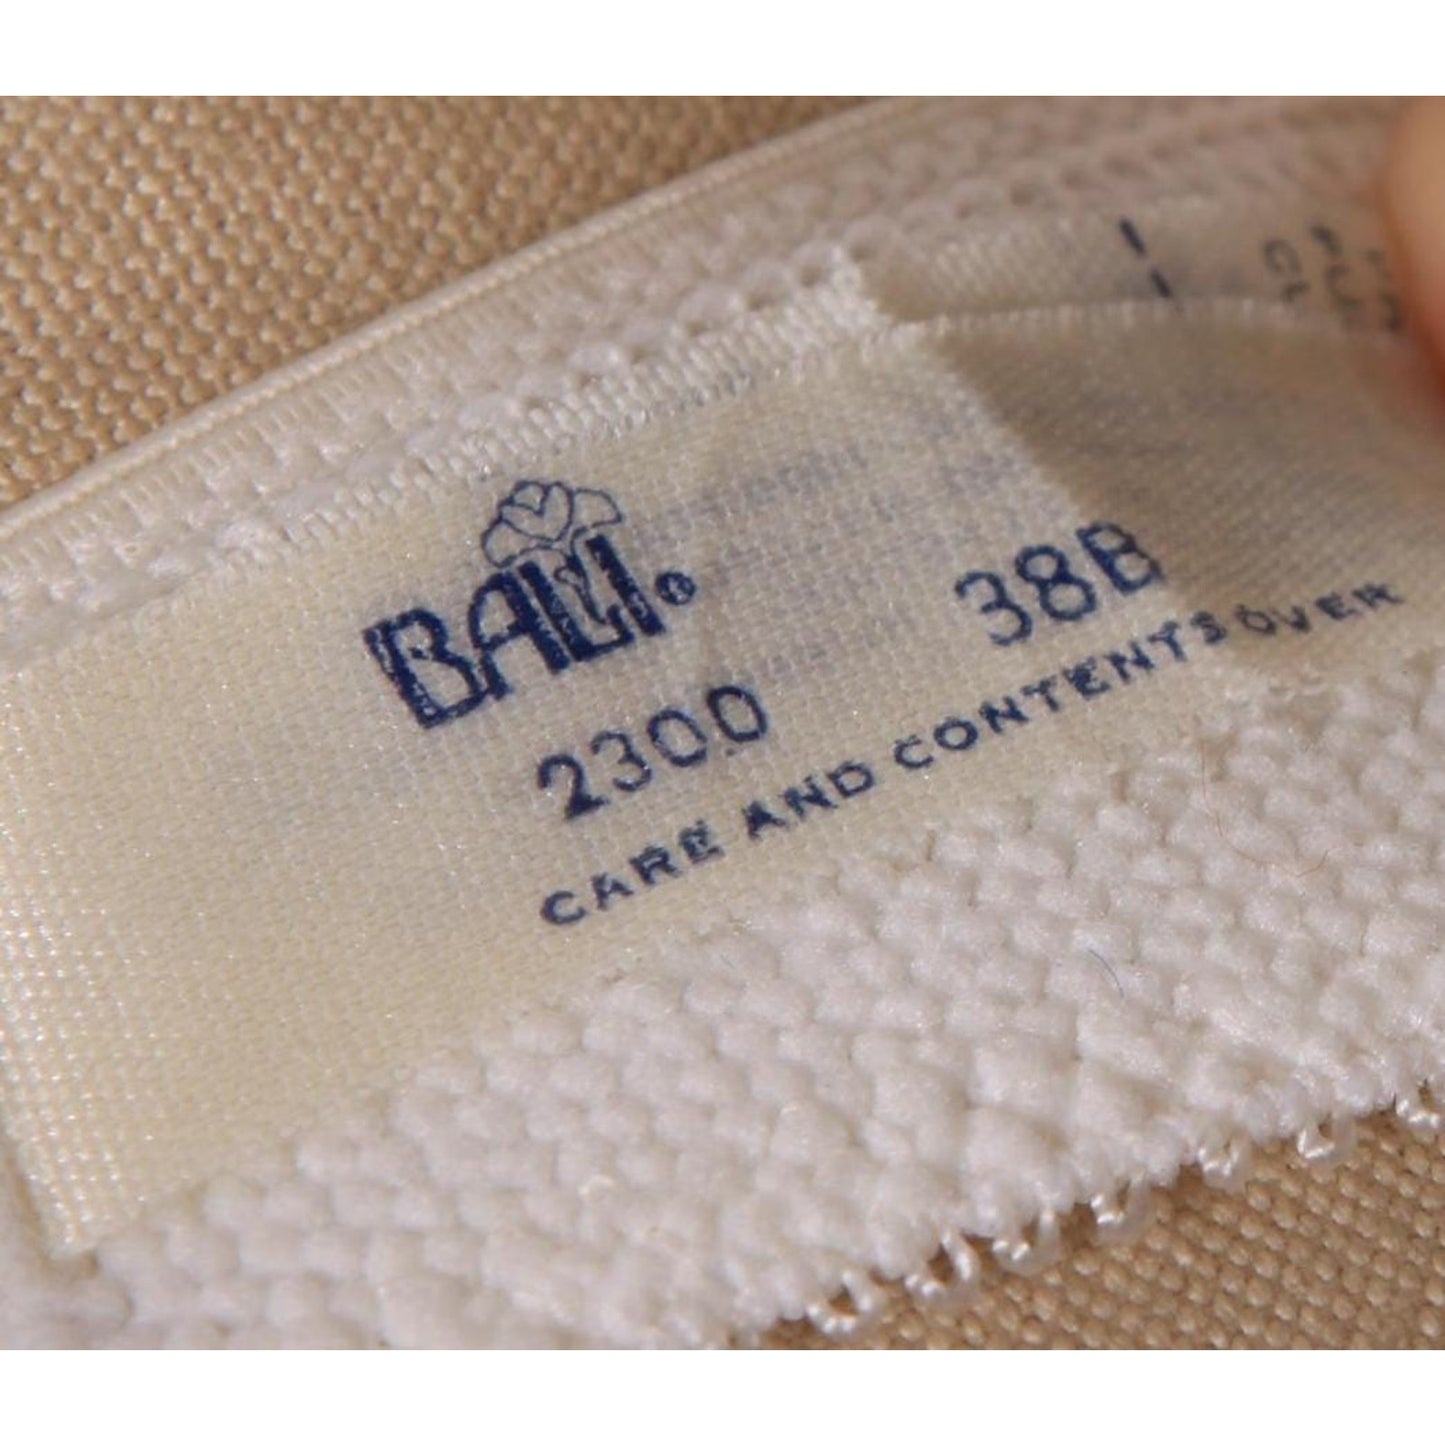 BALI®
2300 38B
CARE AND CONTENTS OVER